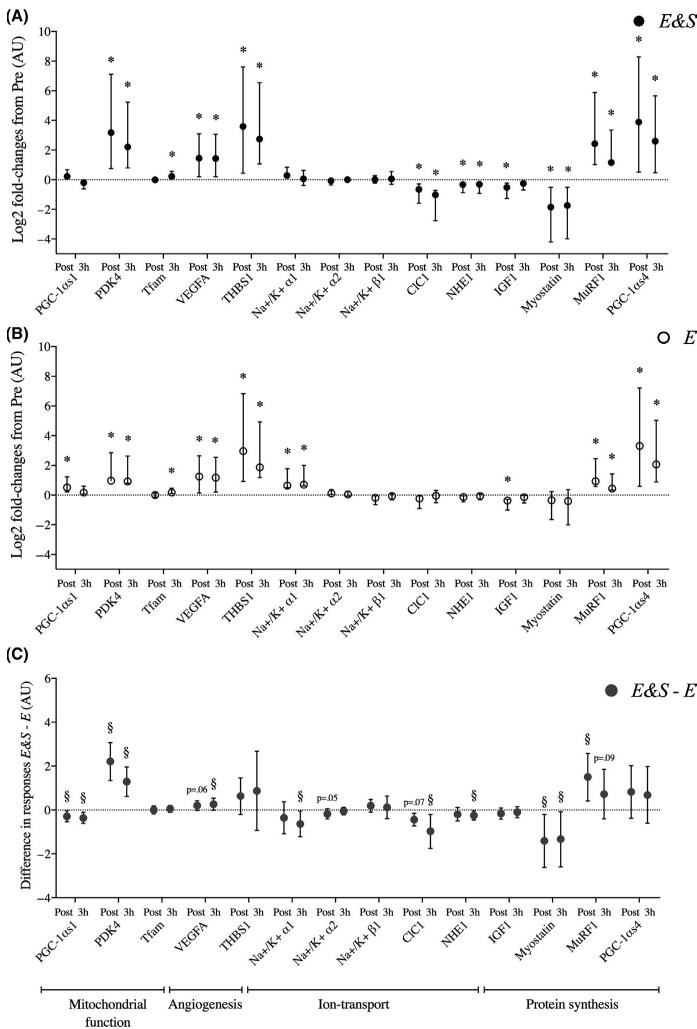 (A)
E&S
Log2 fold-changes from Pre (AU)
10
8
6
4
2
0
−2
−4
* * * * * * * * * * * * * * * * * * *
Post 3h Post 3h Post 3h Post 3h Post 3h Post 3h Post 3h Post 3h Post 3h Post 3h Post 3h Post 3h Post 3h Post 3h
PGC-1αs1 PDK4 Tfam VEGFA THBS1 Na+/K+ α1 Na+/K+ α2 Na+/K+ β1 ClC1 NHE1 IGF1 Myostatin MuRF1 PGC-1αs4
(B)
E
Log2 fold-changes from Pre (AU)
10
8
6
4
2
0
−2
−4
* * * * * * * * * * * * * * *
Post 3h Post 3h Post 3h Post 3h Post 3h Post 3h Post 3h Post 3h Post 3h Post 3h Post 3h Post 3h Post 3h Post 3h
PGC-1αs1 PDK4 Tfam VEGFA THBS1 Na+/K+ α1 Na+/K+ α2 Na+/K+ β1 ClC1 NHE1 IGF1 Myostatin MuRF1 PGC-1αs4
(C)
E&S - E
Difference in responses E&S - E (AU)
6
4
2
0
−2
−4
§ § § § p=.06 § § p=.05 p=.07 § § § § § p=.09
Post 3h Post 3h Post 3h Post 3h Post 3h Post 3h Post 3h Post 3h Post 3h Post 3h Post 3h Post 3h Post 3h Post 3h
PGC-1αs1 PDK4 Tfam VEGFA THBS1 Na+/K+ α1 Na+/K+ α2 Na+/K+ β1 ClC1 NHE1 IGF1 Myostatin MuRF1 PGC-1αs4
Mitochondrial Angiogenesis Ion-transport Protein synthesis
function